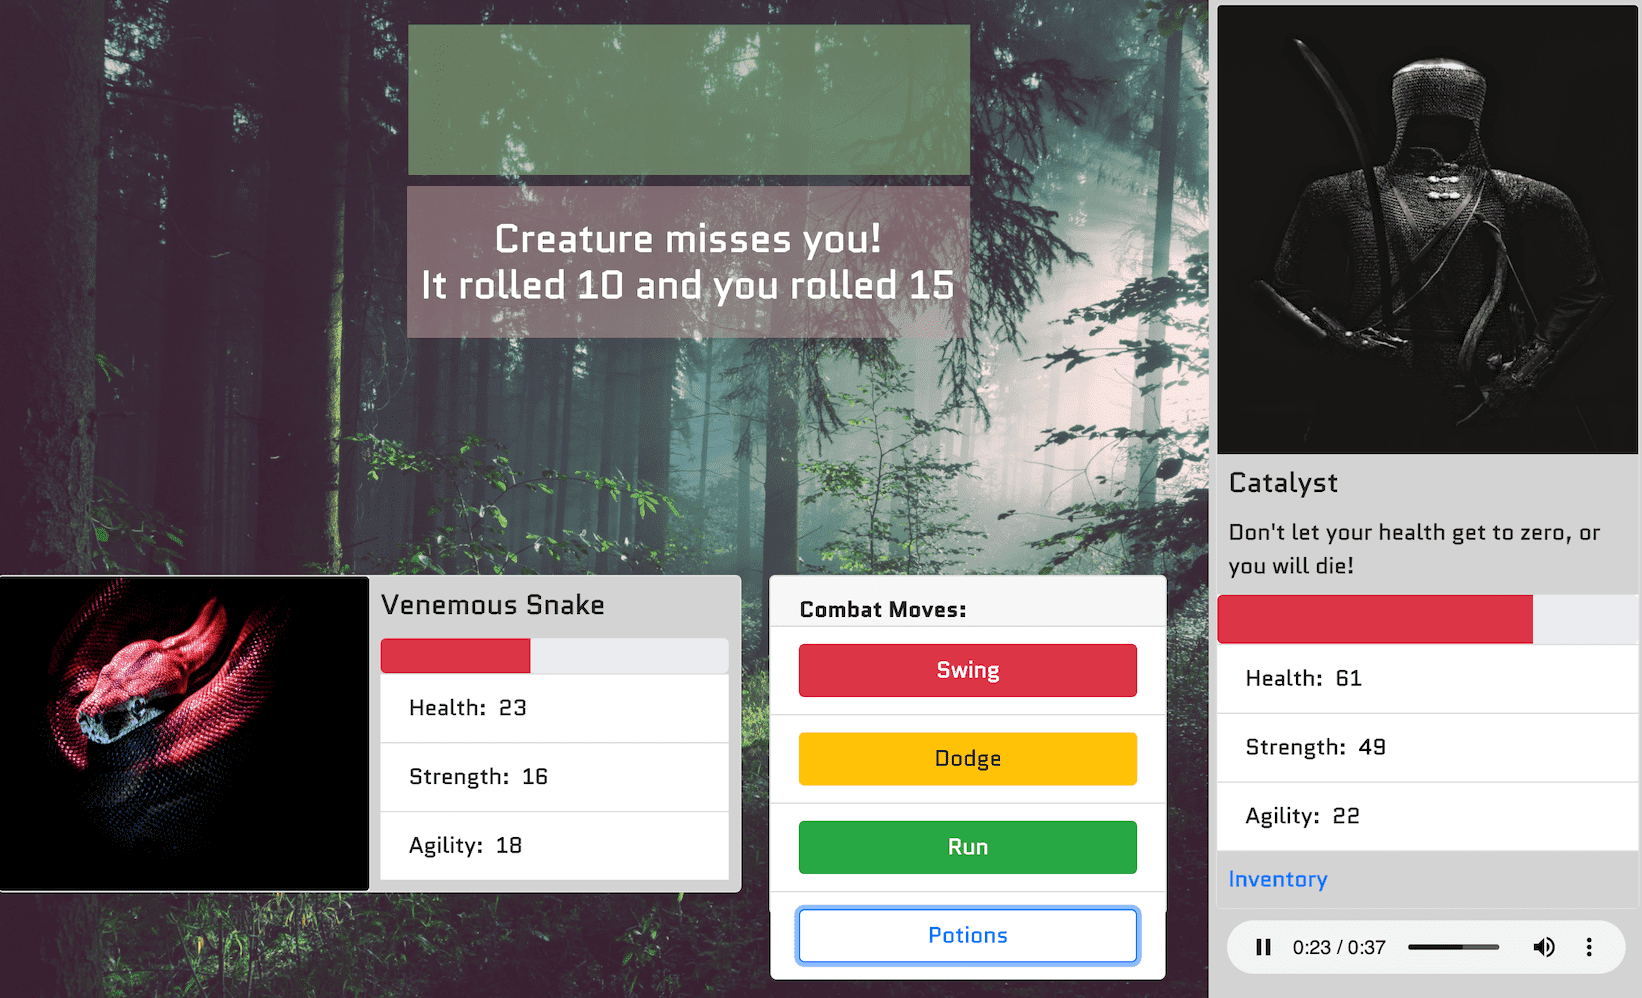 Creature misses you!
It rolled 10 and you rolled 15
Venemous Snake
Health: 23
Strength: 16
Agility: 18
Combat Moves:
Swing
Dodge
Run
Potions
Catalyst
Don't let your health get to zero, or
you will die!
Health: 61
Strength: 49
Agility: 22
Inventory
0:23 / 0:37